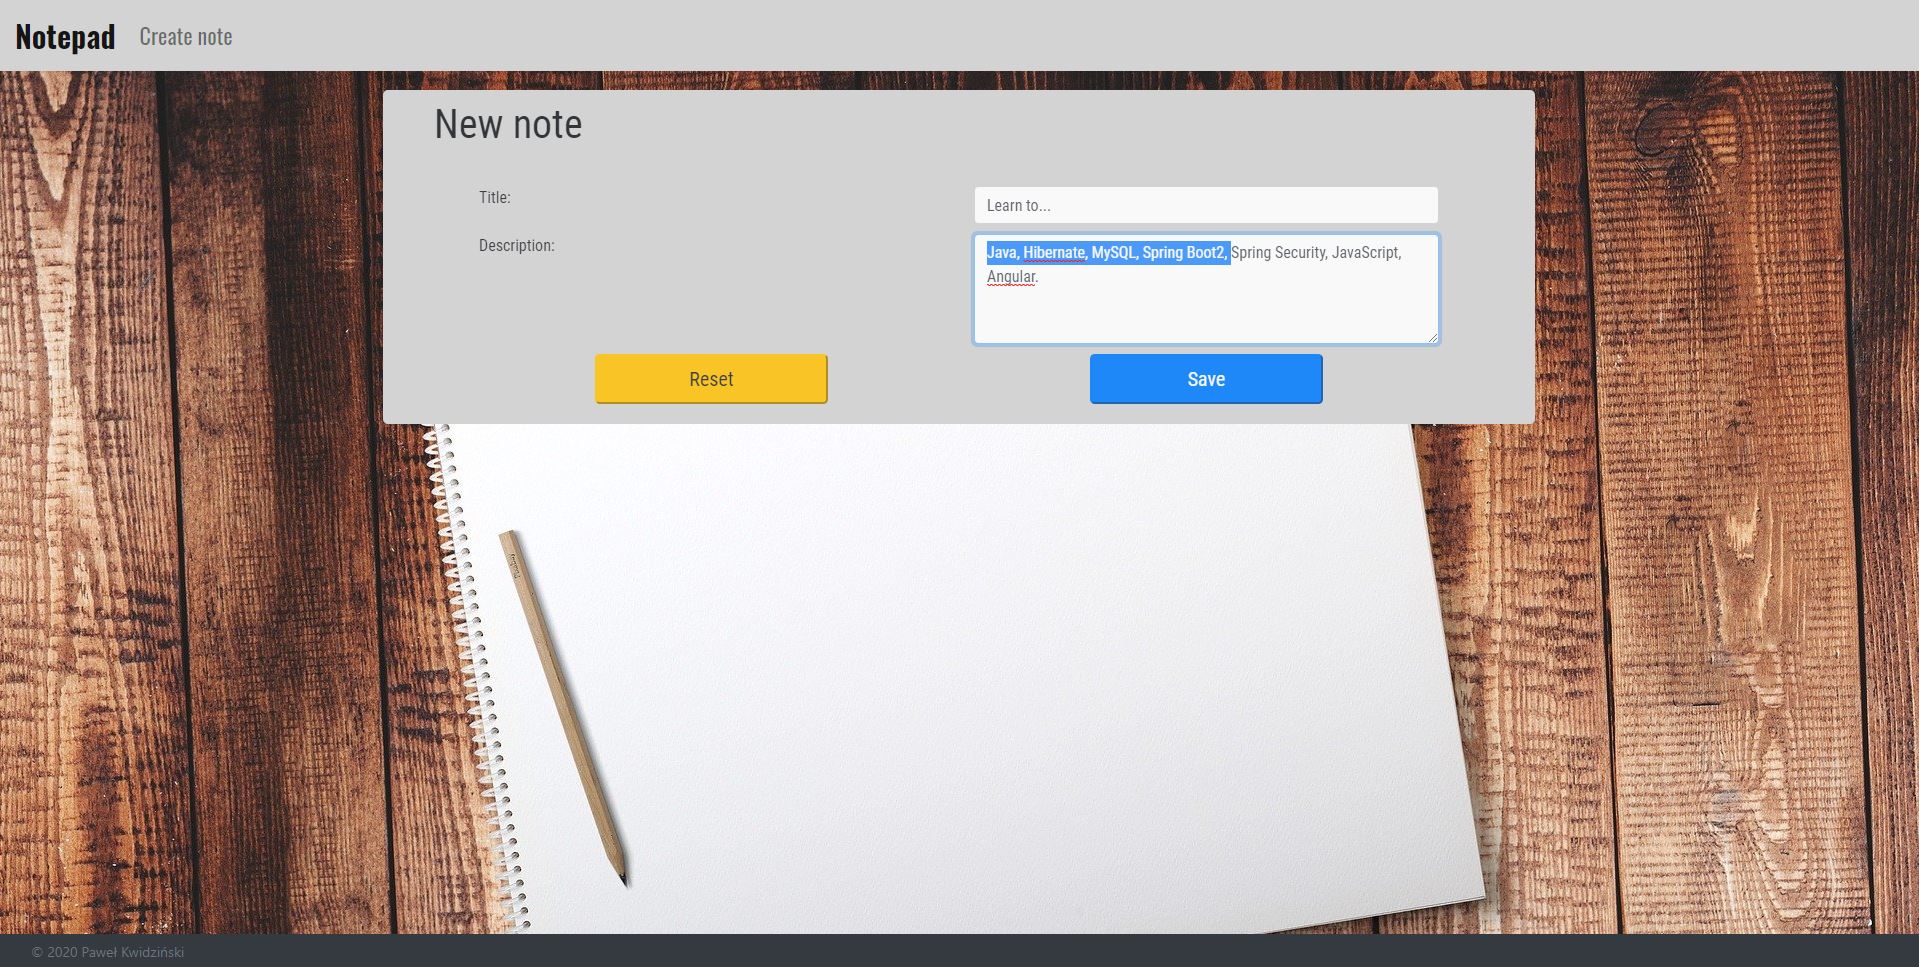 Notepad Create note
New note
Title:
Learn to...
Description:
Java, Hibernate, MySQL, Spring Boot2, Spring Security, JavaScript,
Angular.
Reset
Save
© 2020 Paweł Kwidziński